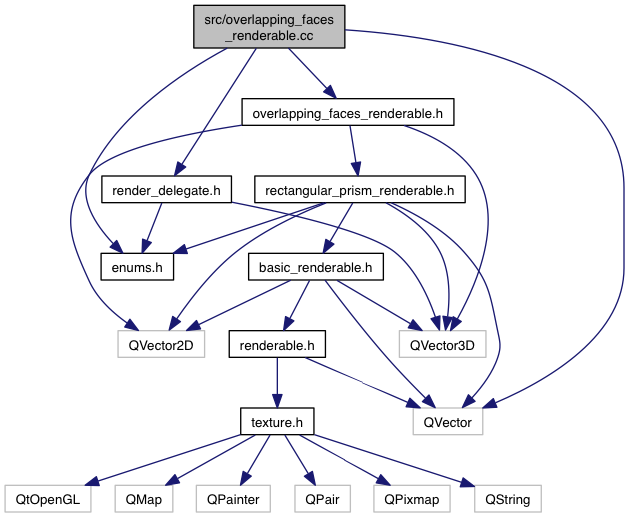 src/overlapping_faces
_renderable.cc
overlapping_faces_renderable.h
render_delegate.h
rectangular_prism_renderable.h
enums.h
basic_renderable.h
QVector2D
renderable.h
QVector3D
texture.h
QVector
QtOpenGL
QMap
QPainter
QPair
QPixmap
QString